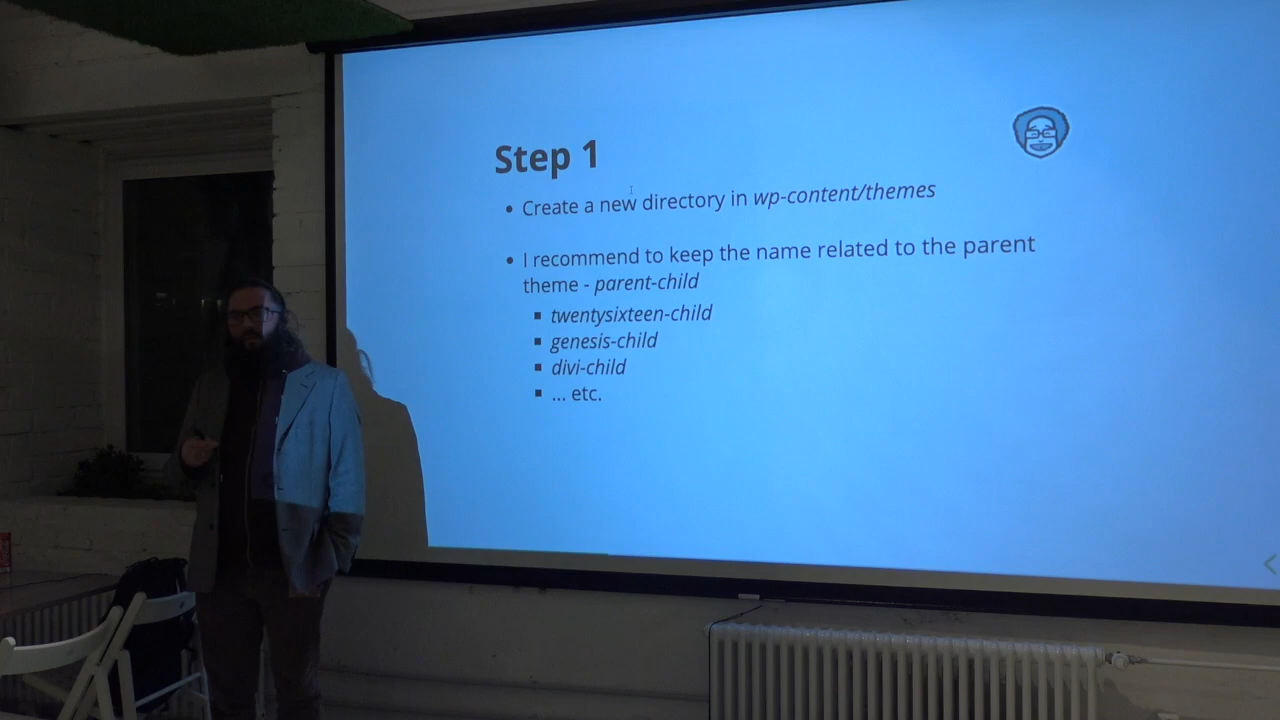 Step 1
• Create a new directory in wp-content/themes
• I recommend to keep the name related to the parent
theme - parent-child
▪ twentysixteen-child
▪ genesis-child
▪ divi-child
▪ ... etc.